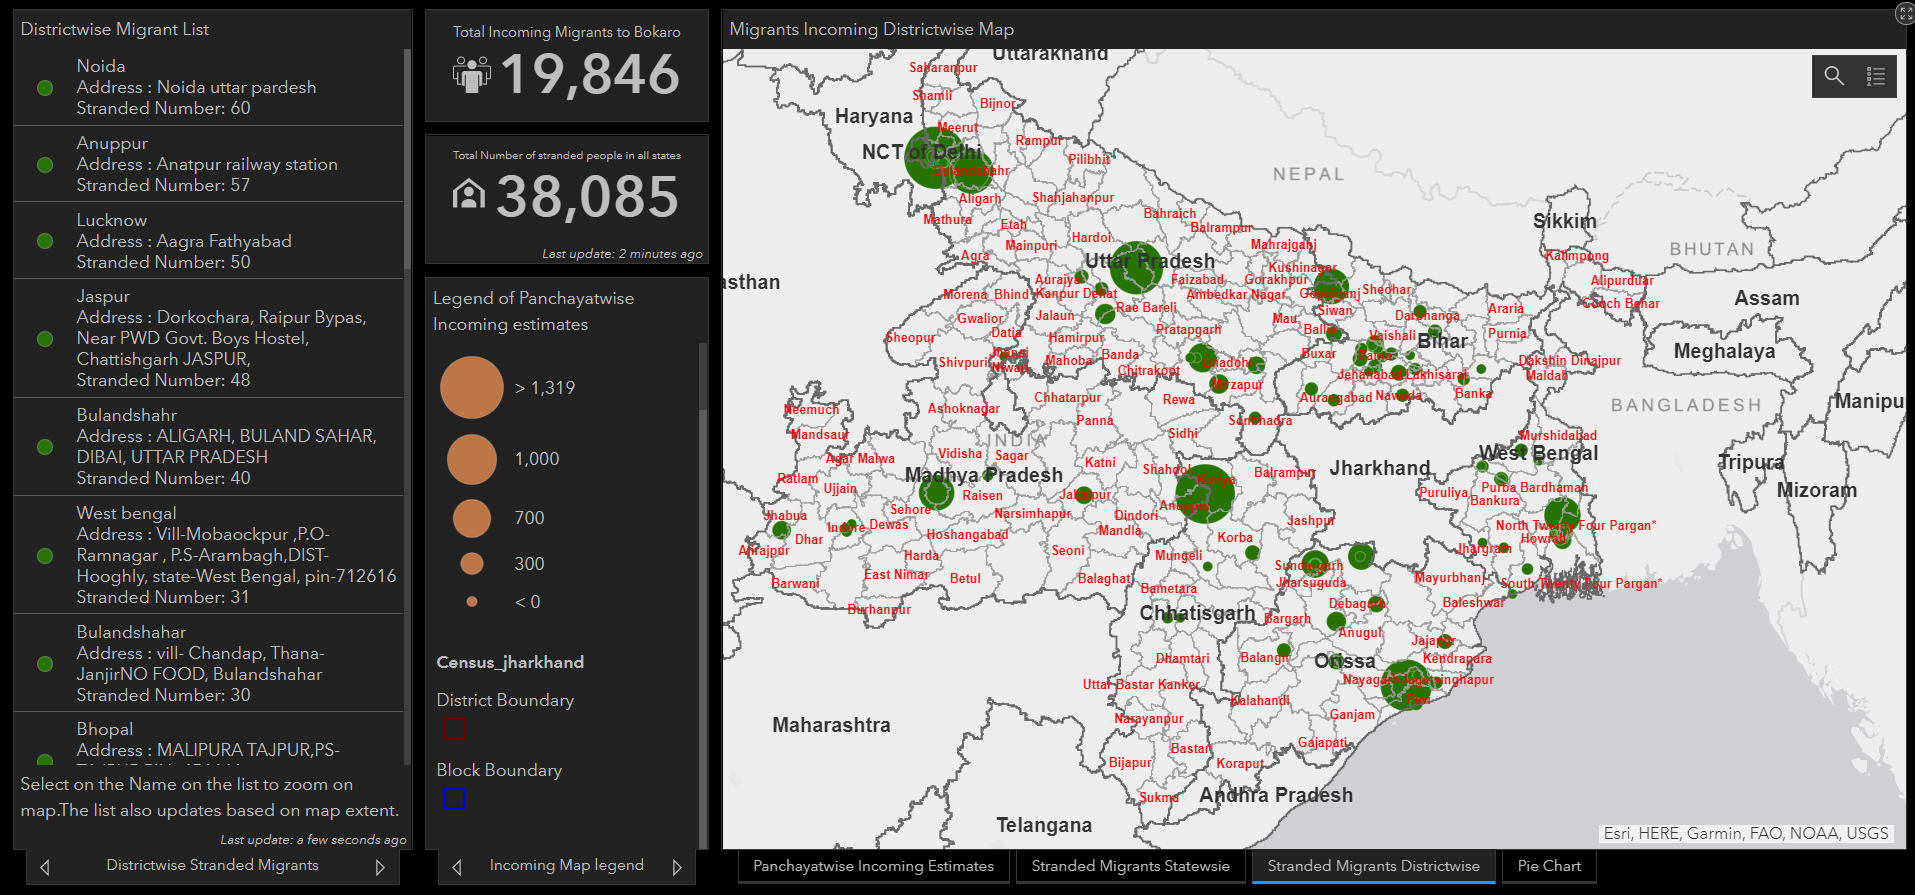 Districtwise Migrant List
Noida
Address : Noida uttar pardesh
Stranded Number: 60
Anuppur
Address : Anatpur railway station
Stranded Number: 57
Lucknow
Address : Aagra Fathyabad
Stranded Number: 50
Jaspur
Address : Dorkochara, Raipur Bypas,
Near PWD Govt. Boys Hostel,
Chattishgarh JASPUR,
Stranded Number: 48
Bulandshahr
Address : ALIGARH, BULAND SAHAR,
DIBAI, UTTAR PRADESH
Stranded Number: 40
West bengal
Address : Vill-Mobaockpur ,P.O-
Ramnagar , P.S-Arambagh,DIST-
Hooghly, state-West Bengal, pin-712616
Stranded Number: 31
Bulandshahar
Address : vill- Chandap, Thana-
JanjirNO FOOD, Bulandshahar
Stranded Number: 30
Bhopal
Address : MALIPURA TAJPUR,PS-
Select on the Name on the list to zoom on
map.The list also updates based on map extent.
Last update: a few seconds ago
Districtwise Stranded Migrants
Total Incoming Migrants to Bokaro
19,846
Total Number of stranded people in all states
38,085
Last update: 2 minutes ago
Legend of Panchayatwise
Incoming estimates
> 1,319
1,000
700
300
< 0
Census_jharkhand
District Boundary
Block Boundary
Incoming Map legend
Migrants Incoming Districtwise Map
Uttarakhand
Saharanpur
Shamli
Bijnor
Haryana
Meerut
Rampur
NCT of Delhi
Pilibhit
Bulandshahr
NEPAL
Aligarh
Shahjahanpur
Mathura
Etah
Bahraich
Balrampur
Sikkim
Mainpuri
Hardoi
Mahrajganj
BHUTAN
Agra
Uttar Pradesh
Kushinagar
Kalimpong
asthan
Auraiya
Faizabad
Gorakhpur
Alipurduar
Morena
Bhind
Kanpur Dehat
Ambedkar Nagar
Gopalganj
Sheohar
Assam
Cooch Behar
Gwalior
Jalaun
Rae Bareli
Mau
Siwan
Darbhanga
Araria
Sheopur
Datia
Hamirpur
Pratapgarh
Ballia
Vaishali
Bihar
Purnia
Shivpuri
Jhansi
Niwari
Mahoba
Banda
Chitrakoot
Bhadohi
Buxar
Patna
Dakshin Dinajpur
Maldah
Meghalaya
Mirzapur
Jehanabad
Lakhisarai
Neemuch
Ashoknagar
Chhatarpur
Rewa
Aurangabad
Nawada
Banka
BANGLADESH
Manipu
Mandsaur
Panna
Sidhi
Sonbhadra
INDIA
Murshidabad
Agar Malwa
Vidisha
Sagar
Katni
Shahdol
Balrampur
Jharkhand
West Bengal
Tripura
Ratlam
Ujjain
Madhya Pradesh
Raisen
Jabalpur
Koriya
Puruliya
Purba Bardhaman
Bankura
Mizoram
Jhabua
Indore
Dewas
Sehore
Narsimhapur
Dindori
Anuppur
Jashpur
North Twenty Four Pargan*
Alirajpur
Dhar
Hoshangabad
Mandla
Korba
Howrah
Harda
Seoni
Mungeli
Jhargram
Barwani
East Nimar
Betul
Balaghat
Bametara
Sundargarh
Jharsuguda
Mayurbhanj
South Twenty Four Pargan*
Burhanpur
Chhatisgarh
Bargarh
Debagarh
Baleshwar
Anugul
Jajapur
Dhamtari
Balangir
Orissa
Kendrapara
Uttar Bastar Kanker
Nayagarh
Jagatsinghapur
Kalahandi
Puri
Maharashtra
Narayanpur
Ganjam
Bastar
Gajapati
Bijapur
Koraput
Sukma
Andhra Pradesh
Telangana
Esri, HERE, Garmin, FAO, NOAA, USGS
Panchayatwise Incoming Estimates
Stranded Migrants Statewsie
Stranded Migrants Districtwise
Pie Chart